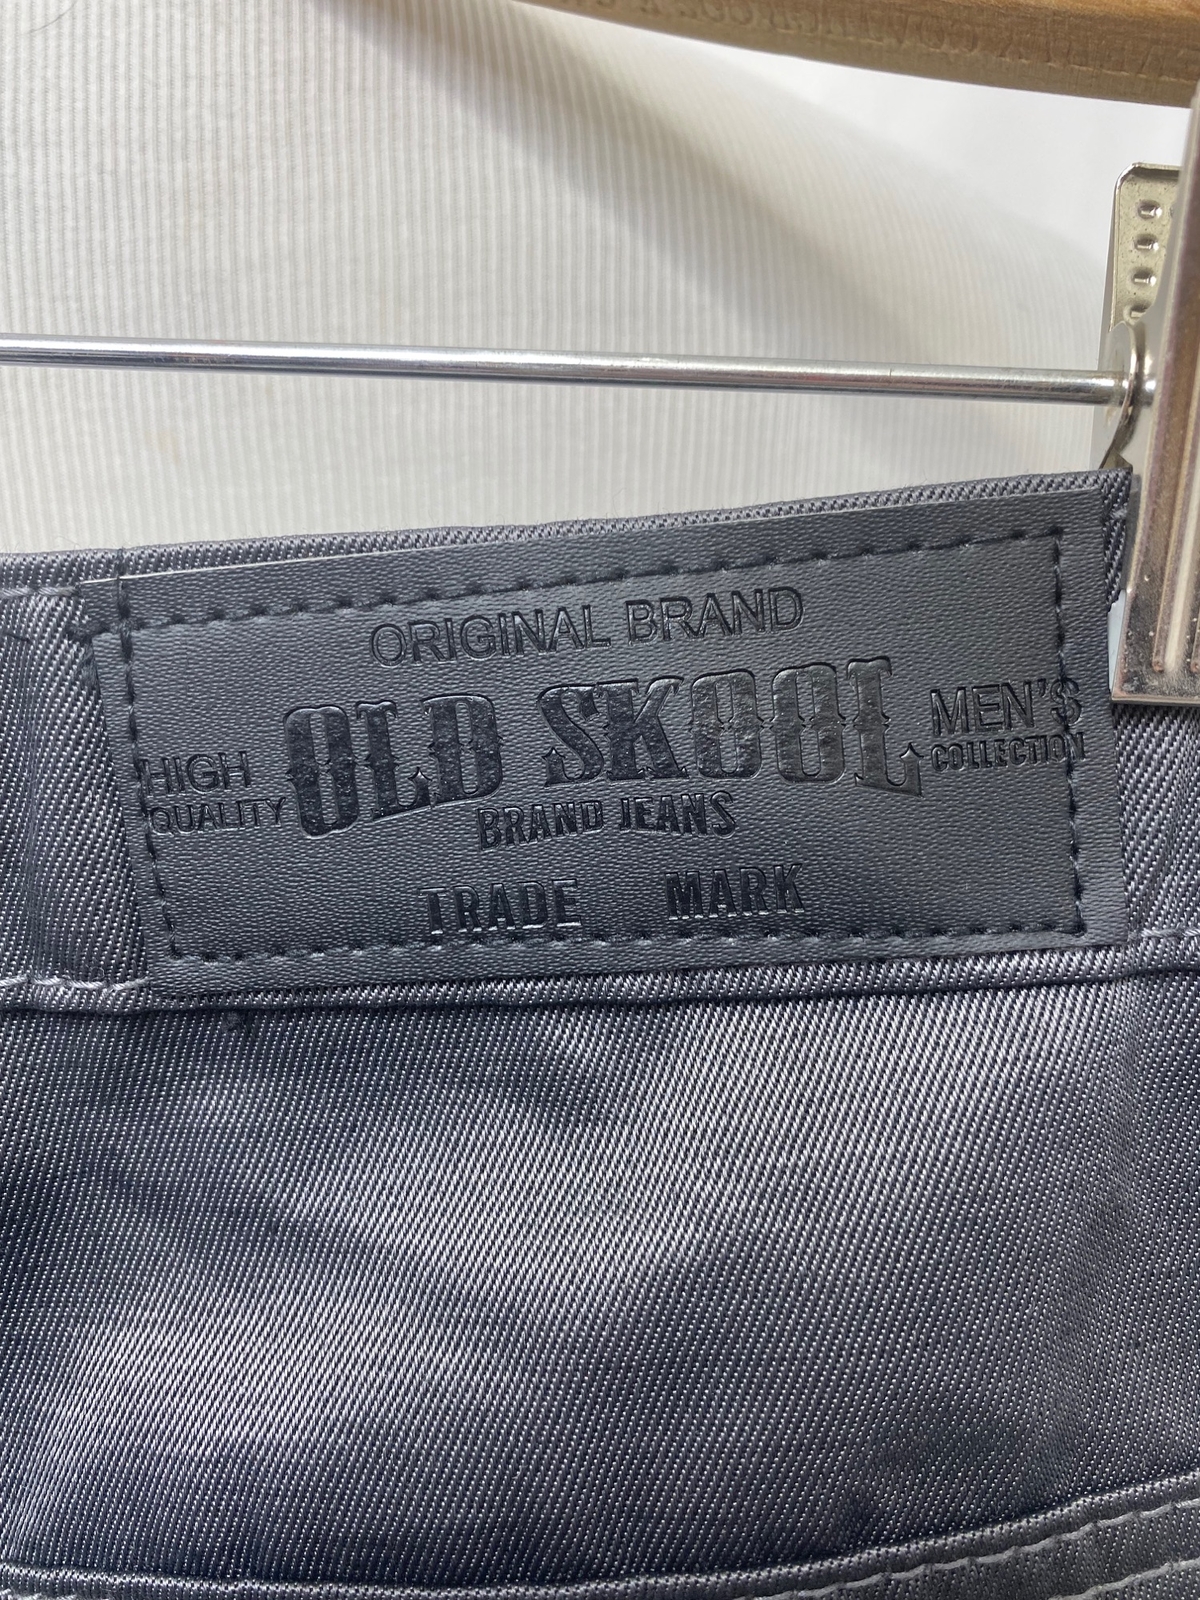 ORIGINAL BRAND
OLD SKOOL
HIGH
QUALITY
MEN'S
COLLECTION
BRAND JEANS
TRADE MARK